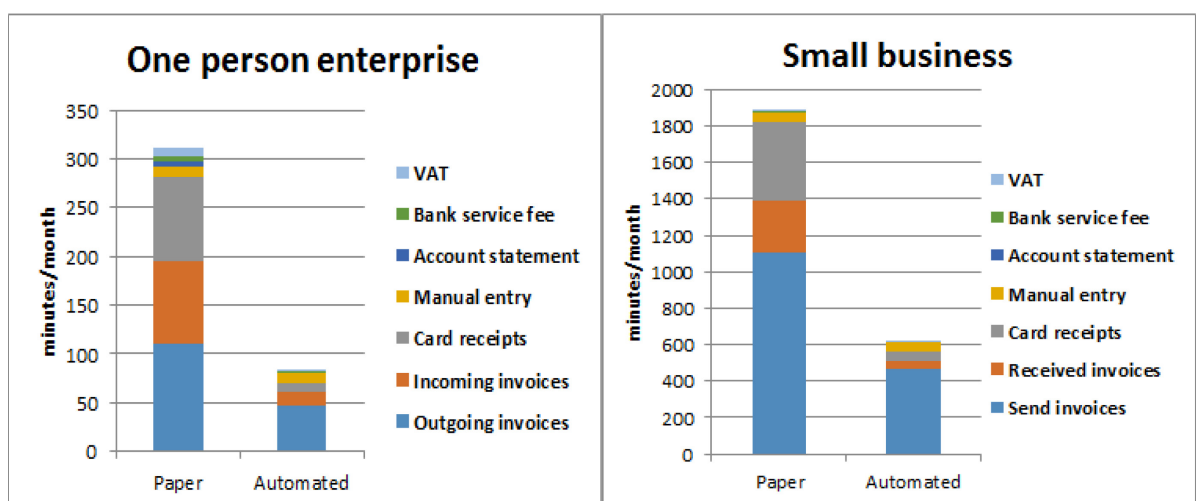 One person enterprise
minutes/month
350
300
250
200
150
100
50
0
Paper
Automated
VAT
Bank service fee
Account statement
Manual entry
Card receipts
Incoming invoices
Outgoing invoices
Small business
minutes/month
2000
1800
1600
1400
1200
1000
800
600
400
200
0
Paper
Automated
VAT
Bank service fee
Account statement
Manual entry
Card receipts
Received invoices
Send invoices